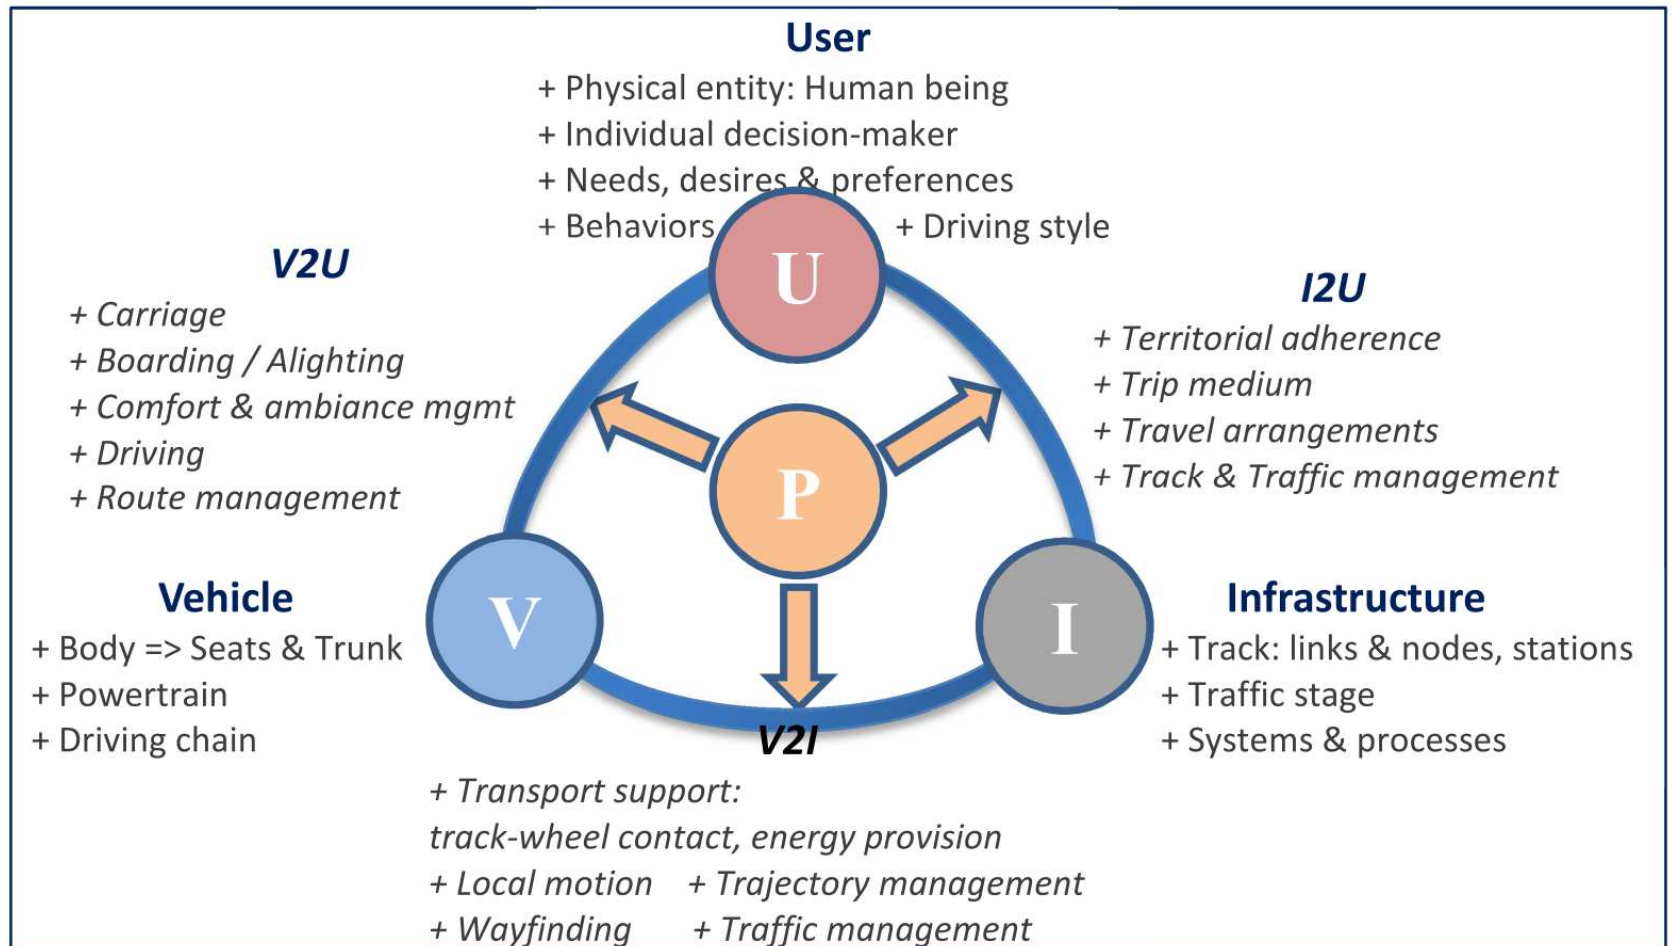 User
+ Physical entity: Human being
+ Individual decision-maker
+ Needs, desires & preferences
+ Behaviors + Driving style
V2U
+ Carriage
+ Boarding / Alighting
+ Comfort & ambiance mgmt
+ Driving
+ Route management
I2U
+ Territorial adherence
+ Trip medium
+ Travel arrangements
+ Track & Traffic management
U
P
V
I
Vehicle
+ Body => Seats & Trunk
+ Powertrain
+ Driving chain
Infrastructure
+ Track: links & nodes, stations
+ Traffic stage
+ Systems & processes
V2I
+ Transport support:
track-wheel contact, energy provision
+ Local motion + Trajectory management
+ Wayfinding + Traffic management